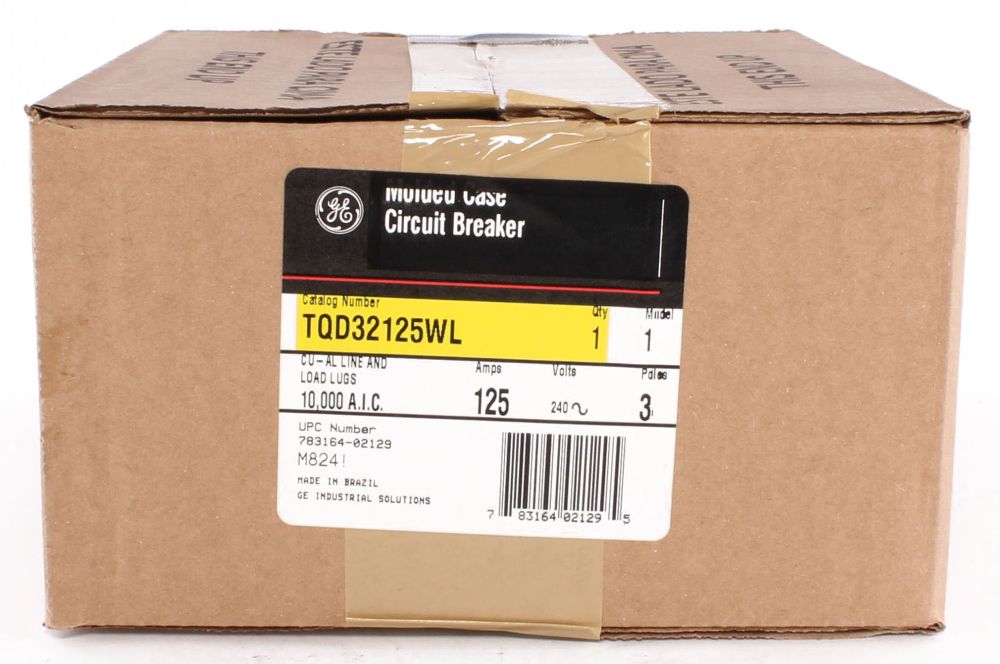 GE
Molded Case
Circuit Breaker
Catalog Number
Qty
Model
TQD32125WL
1
1
CU-AL LINE AND
LOAD LUGS
10,000 A.I.C.
Amps
125
Volts
240~
Poles
3
UPC Number
783164-02129
M824!
MADE IN BRAZIL
GE INDUSTRIAL SOLUTIONS
7 83164 02129 5